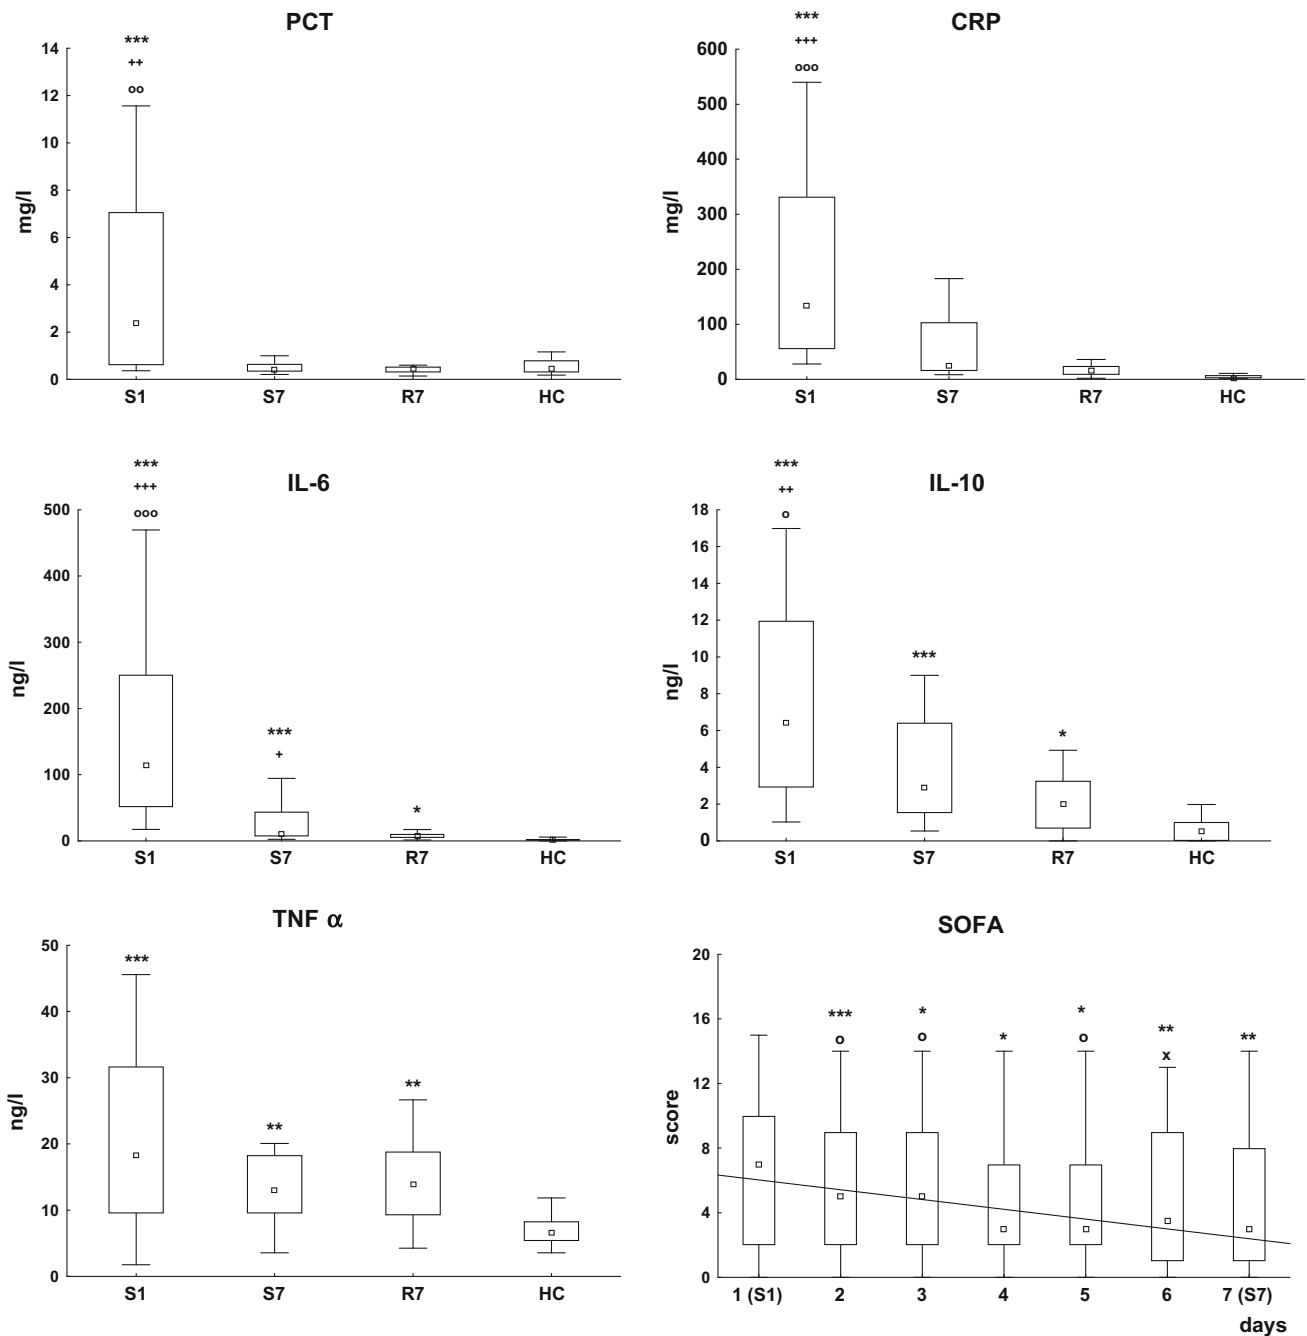 PCT
***
++
oo
14
12
10
8
6
4
2
0
mg/l
S1 S7 R7 HC
CRP
***
+++
ooo
600
500
400
300
200
100
0
mg/l
S1 S7 R7 HC
IL-6
***
+++
ooo
500
400
300
200
100
0
ng/l
***
+
*
S1 S7 R7 HC
IL-10
***
++
o
18
16
14
12
10
8
6
4
2
0
ng/l
***
*
S1 S7 R7 HC
TNF α
50
40
30
20
10
0
ng/l
***
**
**
S1 S7 R7 HC
SOFA
20
16
12
8
4
0
score
*** * * * ** **
o o o x
1 (S1) 2 3 4 5 6 7 (S7)
days